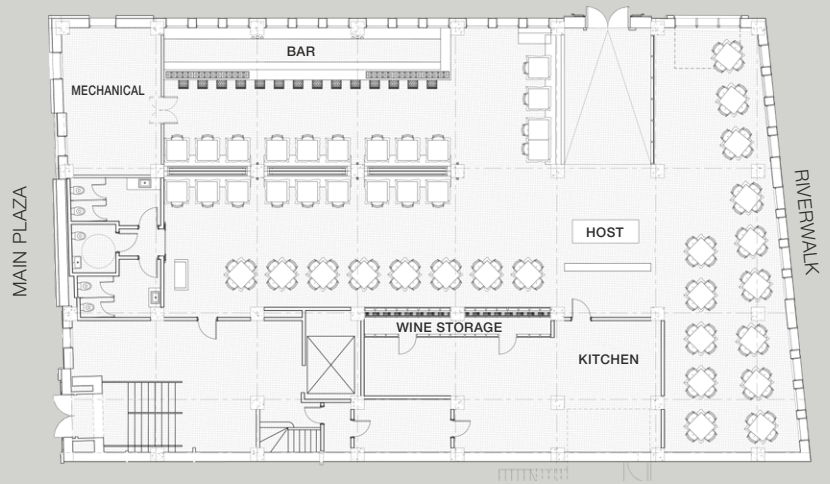 BAR
MECHANICAL
MAIN PLAZA
RIVERWALK
HOST
WINE STORAGE
KITCHEN